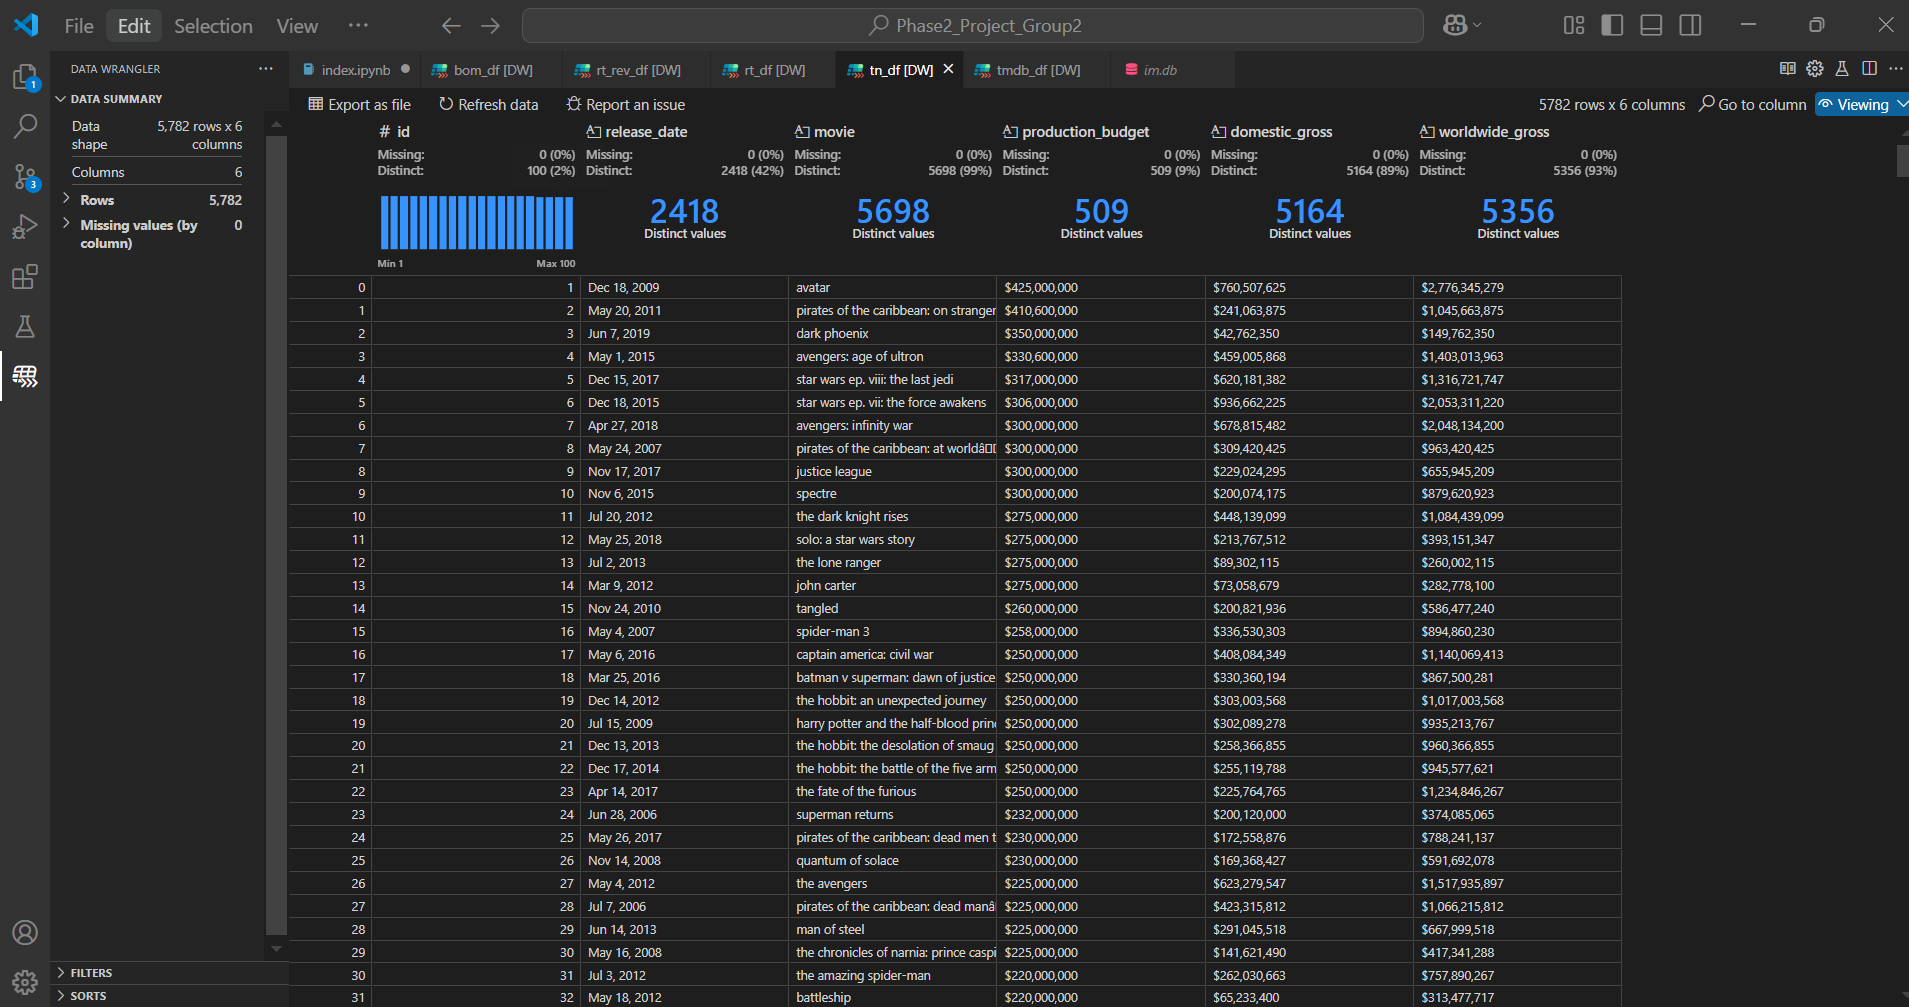 File Edit Selection View ··· Phase2_Project_Group2
DATA WRANGLER ···
index.ipynb bom_df [DW] rt_rev_df [DW] rt_df [DW] tn_df [DW] tmdb_df [DW] im.db ···
1
3
DATA SUMMARY
Data shape 5,782 rows x 6 columns
Columns 6
Rows 5,782
Missing values (by column) 0
FILTERS
SORTS
Export as file Refresh data Report an issue 5782 rows x 6 columns Go to column Viewing
# id release_date movie production_budget domestic_gross worldwide_gross
Missing: 0 (0%) Missing: 0 (0%) Missing: 0 (0%) Missing: 0 (0%) Missing: 0 (0%) Missing: 0 (0%)
Distinct: 100 (2%) Distinct: 2418 (42%) Distinct: 5698 (99%) Distinct: 509 (9%) Distinct: 5164 (89%) Distinct: 5356 (93%)
2418 5698 509 5164 5356
Distinct values Distinct values Distinct values Distinct values Distinct values
Min 1 Max 100
0 1 Dec 18, 2009 avatar $425,000,000 $760,507,625 $2,776,345,279
1 2 May 20, 2011 pirates of the caribbean: on stranger $410,600,000 $241,063,875 $1,045,663,875
2 3 Jun 7, 2019 dark phoenix $350,000,000 $42,762,350 $149,762,350
3 4 May 1, 2015 avengers: age of ultron $330,600,000 $459,005,868 $1,403,013,963
4 5 Dec 15, 2017 star wars ep. viii: the last jedi $317,000,000 $620,181,382 $1,316,721,747
5 6 Dec 18, 2015 star wars ep. vii: the force awakens $306,000,000 $936,662,225 $2,053,311,220
6 7 Apr 27, 2018 avengers: infinity war $300,000,000 $678,815,482 $2,048,134,200
7 8 May 24, 2007 pirates of the caribbean: at worldâ $300,000,000 $309,420,425 $963,420,425
8 9 Nov 17, 2017 justice league $300,000,000 $229,024,295 $655,945,209
9 10 Nov 6, 2015 spectre $300,000,000 $200,074,175 $879,620,923
10 11 Jul 20, 2012 the dark knight rises $275,000,000 $448,139,099 $1,084,439,099
11 12 May 25, 2018 solo: a star wars story $275,000,000 $213,767,512 $393,151,347
12 13 Jul 2, 2013 the lone ranger $275,000,000 $89,302,115 $260,002,115
13 14 Mar 9, 2012 john carter $275,000,000 $73,058,679 $282,778,100
14 15 Nov 24, 2010 tangled $260,000,000 $200,821,936 $586,477,240
15 16 May 4, 2007 spider-man 3 $258,000,000 $336,530,303 $894,860,230
16 17 May 6, 2016 captain america: civil war $250,000,000 $408,084,349 $1,140,069,413
17 18 Mar 25, 2016 batman v superman: dawn of justice $250,000,000 $330,360,194 $867,500,281
18 19 Dec 14, 2012 the hobbit: an unexpected journey $250,000,000 $303,003,568 $1,017,003,568
19 20 Jul 15, 2009 harry potter and the half-blood prin $250,000,000 $302,089,278 $935,213,767
20 21 Dec 13, 2013 the hobbit: the desolation of smaug $250,000,000 $258,366,855 $960,366,855
21 22 Dec 17, 2014 the hobbit: the battle of the five arm $250,000,000 $255,119,788 $945,577,621
22 23 Apr 14, 2017 the fate of the furious $250,000,000 $225,764,765 $1,234,846,267
23 24 Jun 28, 2006 superman returns $232,000,000 $200,120,000 $374,085,065
24 25 May 26, 2017 pirates of the caribbean: dead men t $230,000,000 $172,558,876 $788,241,137
25 26 Nov 14, 2008 quantum of solace $230,000,000 $169,368,427 $591,692,078
26 27 May 4, 2012 the avengers $225,000,000 $623,279,547 $1,517,935,897
27 28 Jul 7, 2006 pirates of the caribbean: dead manâ $225,000,000 $423,315,812 $1,066,215,812
28 29 Jun 14, 2013 man of steel $225,000,000 $291,045,518 $667,999,518
29 30 May 16, 2008 the chronicles of narnia: prince caspi $225,000,000 $141,621,490 $417,341,288
30 31 Jul 3, 2012 the amazing spider-man $220,000,000 $262,030,663 $757,890,267
31 32 May 18, 2012 battleship $220,000,000 $65,233,400 $313,477,717